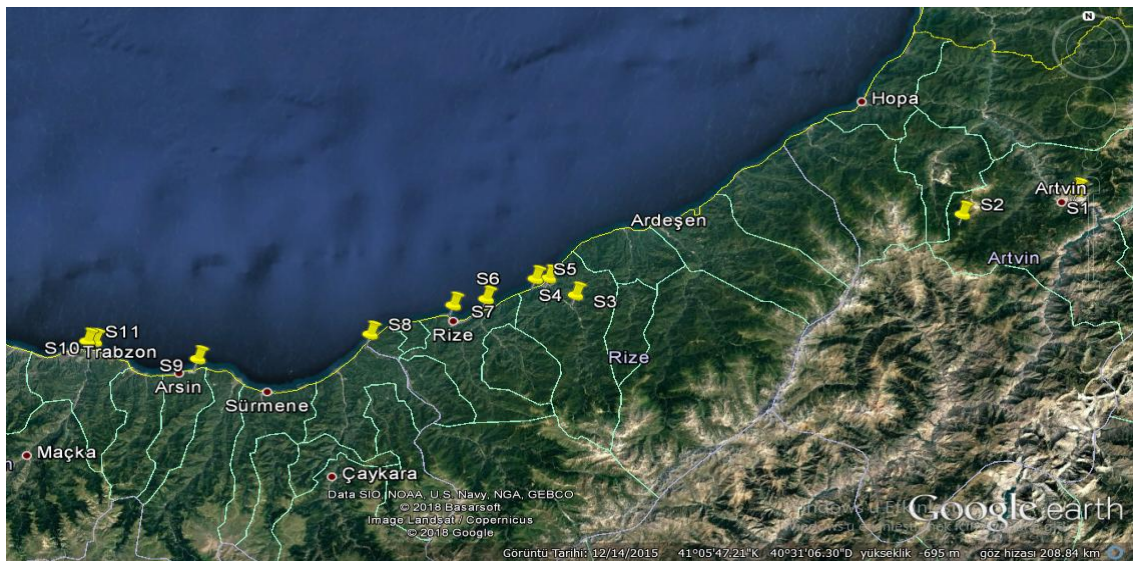 N
Hopa
Artvin
S1
S2
Artvin
Ardeşen
S5
S4
S3
S6
S7
Rize
Rize
S8
S11
S10
Trabzon
S9
Arsin
Sürmene
Maçka
Çaykara
Data SIO, NOAA, U.S. Navy, NGA, GEBCO
© 2018 Basarsoft
Image Landsat / Copernicus
© 2018 Google
Google earth
Görüntü Tarihi: 12/14/2015 41°05'47.21"K 40°31'06.30"D yükseklik -695 m göz hizası 208.84 km